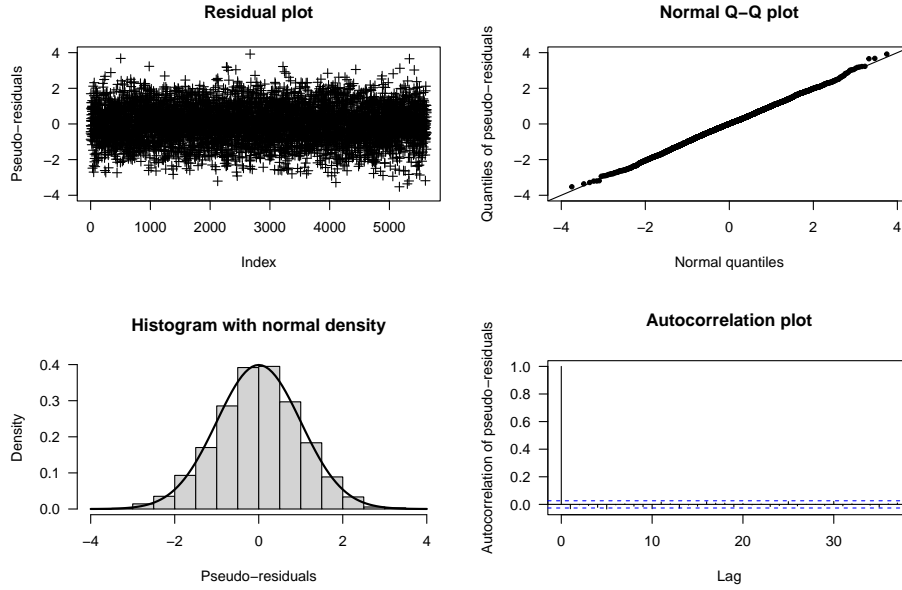 Residual plot
Pseudo−residuals
4
2
0
−2
−4
0 1000 2000 3000 4000 5000
Index
Normal Q−Q plot
Quantiles of pseudo−residuals
4
2
0
−2
−4
−4 −2 0 2 4
Normal quantiles
Histogram with normal density
Density
0.4
0.3
0.2
0.1
0.0
−4 −2 0 2 4
Pseudo−residuals
Autocorrelation plot
Autocorrelation of pseudo−residuals
1.0
0.8
0.6
0.4
0.2
0.0
0 10 20 30
Lag